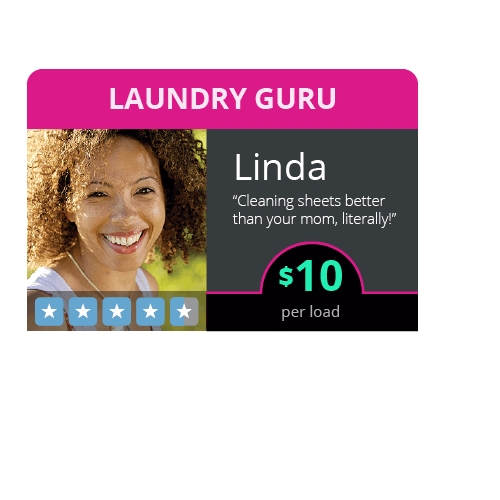 LAUNDRY GURU
Linda
“Cleaning sheets better
than your mom, literally!”
$10
per load